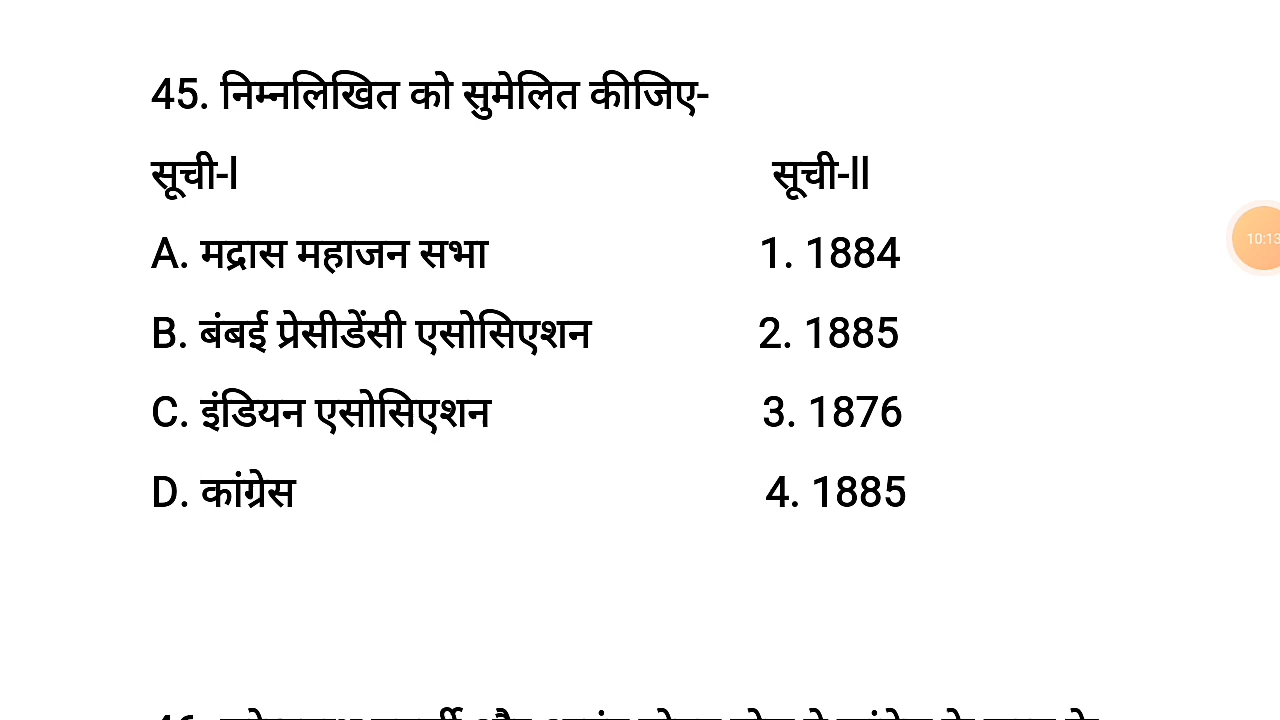 45. निम्नलिखित को सुमेलित कीजिए-
सूची-I सूची-II
A. मद्रास महाजन सभा 1. 1884
B. बंबई प्रेसीडेंसी एसोसिएशन 2. 1885
C. इंडियन एसोसिएशन 3. 1876
D. कांग्रेस 4. 1885
10:13
46.